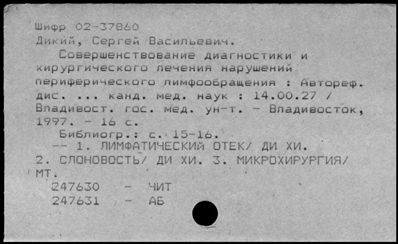 Шифр 02-37860
Дикий, Сергей Васильевич.
Совершенствование диагностики и
хирургического лечения нарушений
периферического лимфообращения : Автореф.
дис. ... канд. мед. наук : 14.00.27 /
Владивост. гос. мед. ун-т. - Владивосток,
1997. - 16 с.
Библиогр.: с. 15-16.
-- 1. ЛИМФАТИЧЕСКИЙ ОТЕК/ ДИ ХИ.
2. СЛОНОВОСТЬ/ ДИ ХИ. 3. МИКРОХИРУРГИЯ/
МТ.
247630 - ЧИТ
247631 - АБ